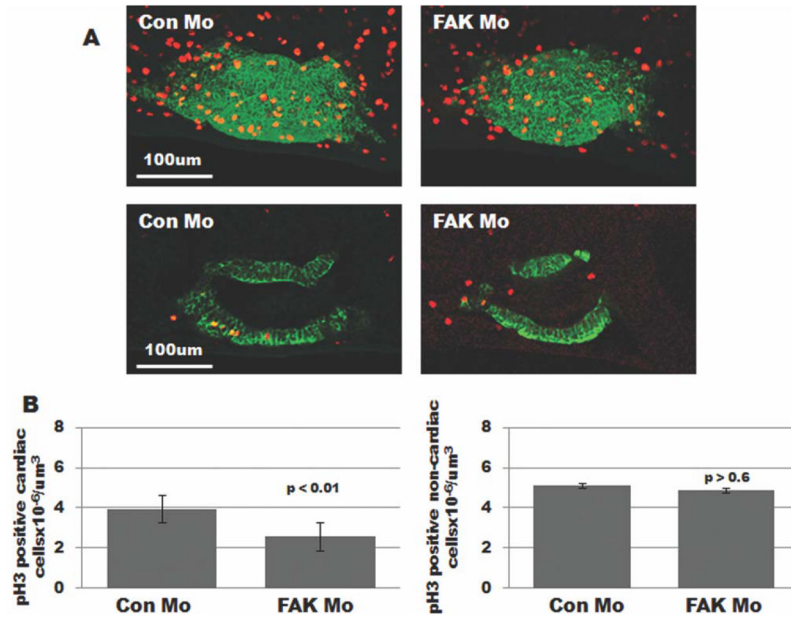 A
Con Mo
FAK Mo
100um
Con Mo
FAK Mo
100um
B
pH3 positive cardiac
cellsx10⁻⁶/um³
8
6
4
2
0
p < 0.01
Con Mo
FAK Mo
pH3 positive non-cardiac
cellsx10⁻⁶/um³
8
6
4
2
0
p > 0.6
Con Mo
FAK Mo